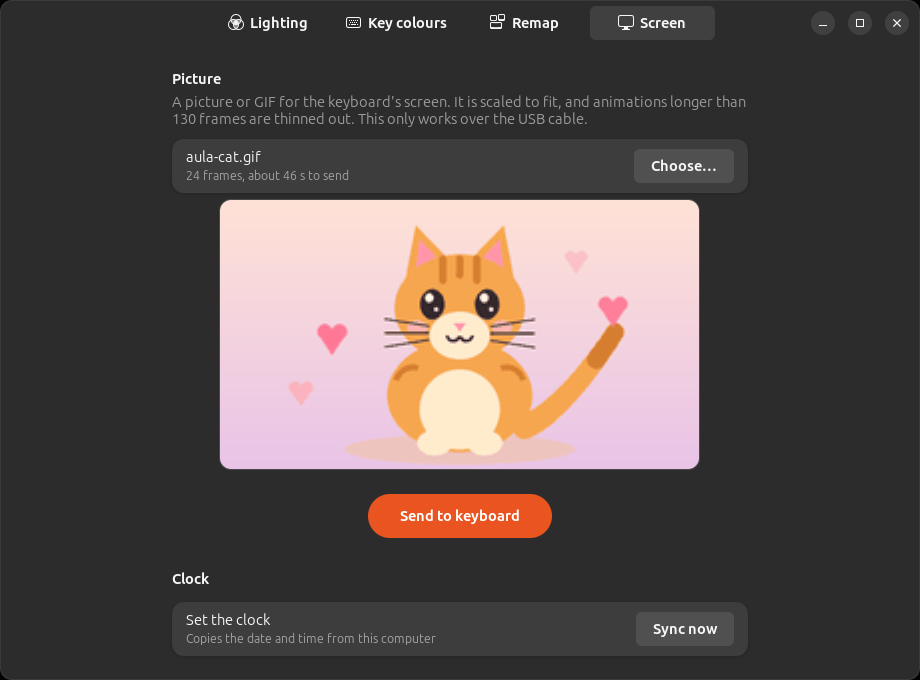 Lighting
Key colours
Remap
Screen
Picture
A picture or GIF for the keyboard's screen. It is scaled to fit, and animations longer than
130 frames are thinned out. This only works over the USB cable.
aula-cat.gif
24 frames, about 46 s to send
Choose…
Send to keyboard
Clock
Set the clock
Copies the date and time from this computer
Sync now